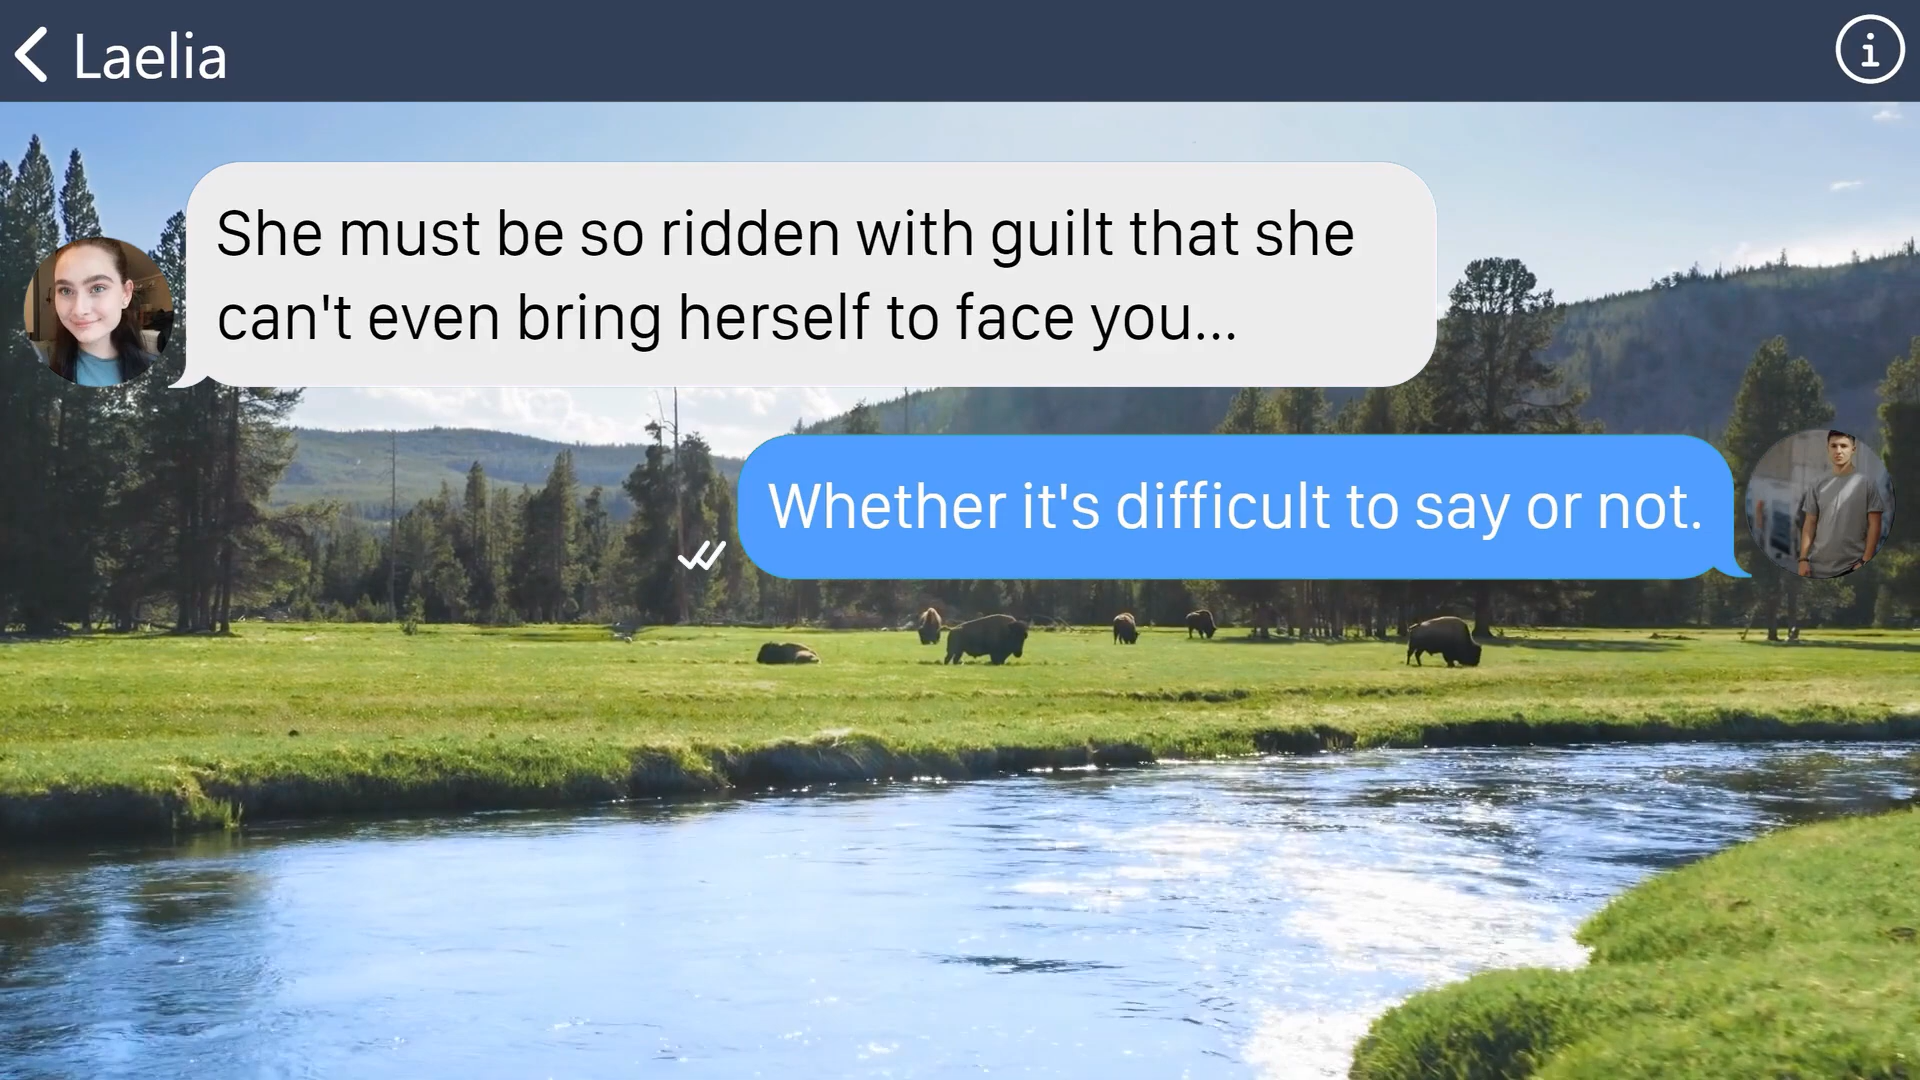 Laelia
She must be so ridden with guilt that she
can't even bring herself to face you...
Whether it's difficult to say or not.